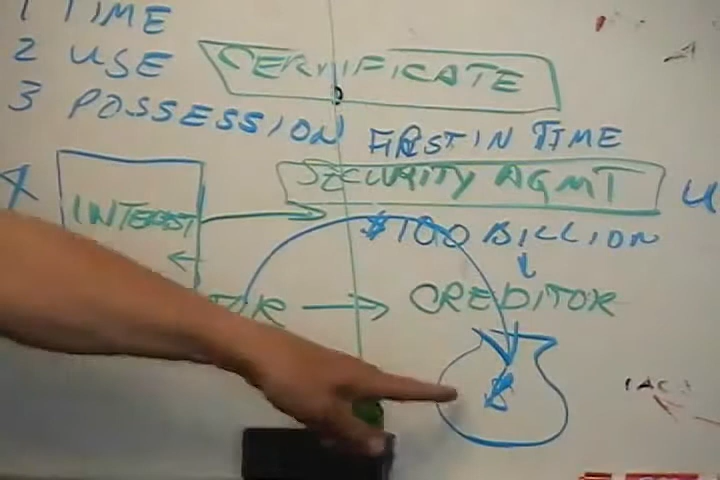 1 TIME
2 USE
3 POSSESSION
CERTIFICATE
FIRST IN TIME
SECURITY AGMT
INTEREST
$100 BILLION
CREDITOR
$